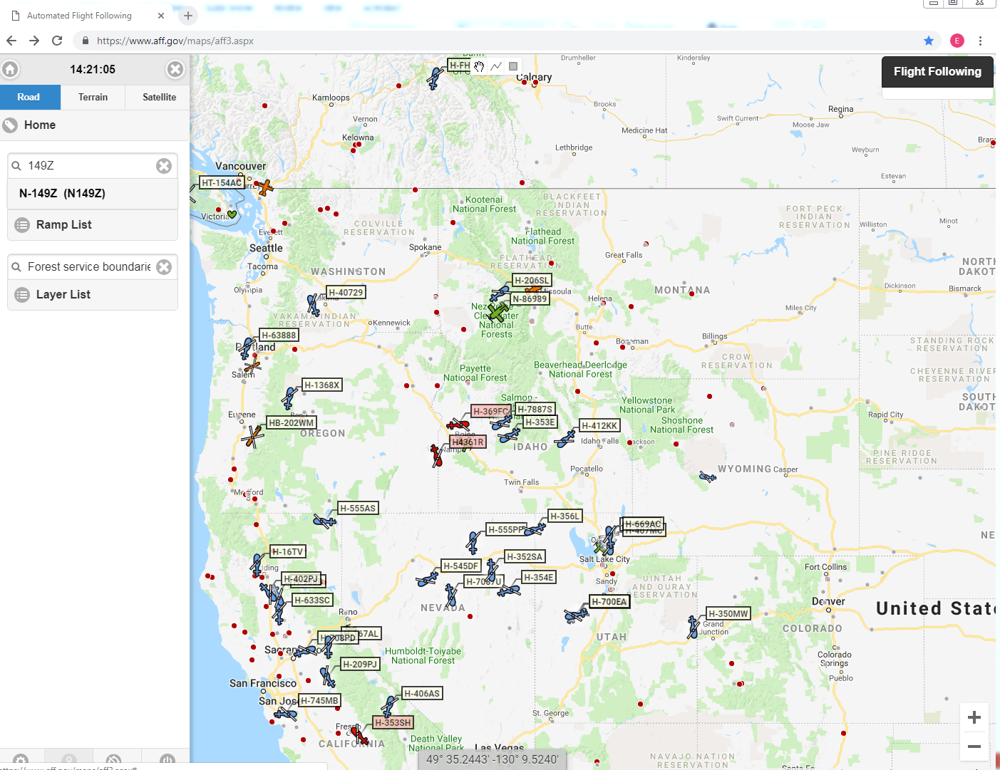 Automated Flight Following
https://www.aff.gov/maps/aff3.aspx
E
14:21:05
Road
Terrain
Satellite
Home
149Z
N-149Z (N149Z)
Ramp List
Forest service boundarie
Layer List
Flight Following
H-FH
Calgary
Drumheller
Kindersley
Kamloops
Vernon
Kelowna
Brooks
Medicine Hat
Swift Current
Moose Jaw
Regina
Lethbridge
Weyburn
Estevan
Vancouver
HT-154AC
Victoria
Kootenai
National Forest
BLACKFEET
INDIAN
RESERVATION
FORT PECK
INDIAN
RESERVATION
Williston
Minot
COLVILLE
RESERVATION
Everett
Seattle
Spokane
Flathead
National Forest
FLATHEAD
RESERVATION
Great Falls
Tacoma
WASHINGTON
NORTH
DAKOT
Olympia
H-40729
H-206SL
Missoula
N-86989
Helena
MONTANA
Dickinson
Bismarck
Miles City
YAKAMA INDIAN
RESERVATION
Kennewick
National
Forests
Butte
Bozeman
Billings
H-63888
Portland
Salem
CROW
RESERVATION
STANDING ROCK
RESERVATION
Payette
National Forest
Beaverhead-Deerlodge
National Forest
CHEYENNE RIVER
RESERVATION
H-1368X
Salmon -
Yellowstone
National Park
SOUTH
DAKOT
Eugene
HB-202WM
OREGON
H-369FC
H-7887S
H-353E
H-412KK
Shoshone
National Forest
Rapid City
Boise
H4361R
Nampa
IDAHO
Idaho Falls
Jackson
PINE RIDGE
RESERVATION
Pocatello
WYOMING
Casper
Twin Falls
Medford
H-555AS
H-356L
H-555PF
H-669AC
H-407MC
NE
H-16TV
H-352SA
Salt Lake City
H-545DF
Fort Collins
H-402PJ
H-354E
Sandy
UINTAH
AND OURAY
RESERVATION
H-633SC
NEVADA
H-700EA
Denver
United State
Reno
H-350MW
Grand
Junction
COLORADO
UTAH
67AL
Humboldt-Toiyabe
National Forest
Colorado
Springs
H-209PJ
Pueblo
San Francisco
San Jos
H-745MB
H-406AS
St. George
H-353SH
Fresno
CALIFORNIA
Death Valley
National Park
Las Vegas
49° 35.2443' -130° 9.5240'
NAVAJO NATION
RESERVATION
Santa Fe
https://www.aff.gov/maps/aff3.aspx#